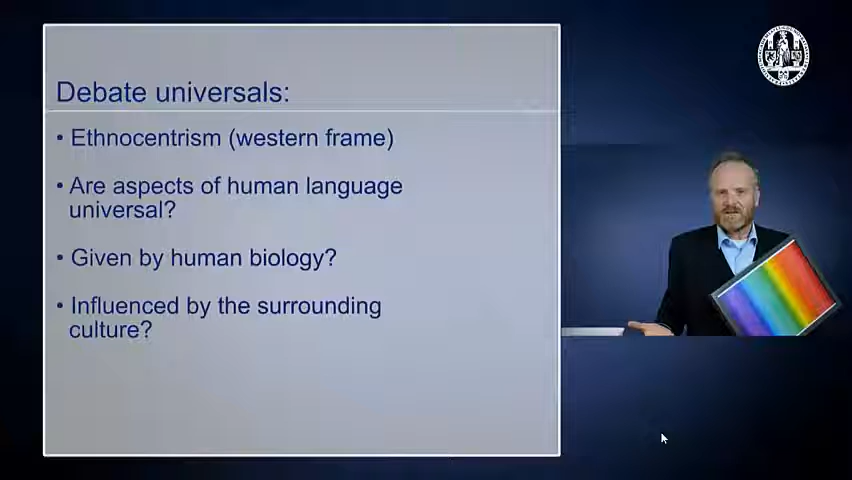 Debate universals:
• Ethnocentrism (western frame)
• Are aspects of human language
universal?
• Given by human biology?
• Influenced by the surrounding
culture?